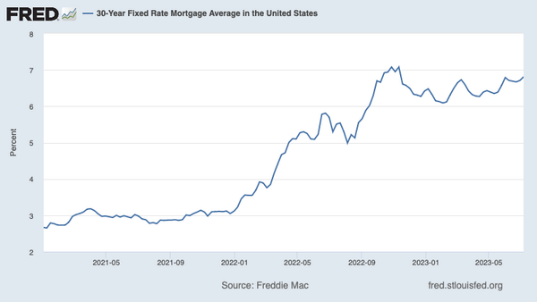 FRED 30-Year Fixed Rate Mortgage Average in the United States
8
7
6
5
4
3
2
Percent
2021-05 2021-09 2022-01 2022-05 2022-09 2023-01 2023-05
Source: Freddie Mac fred.stlouisfed.org